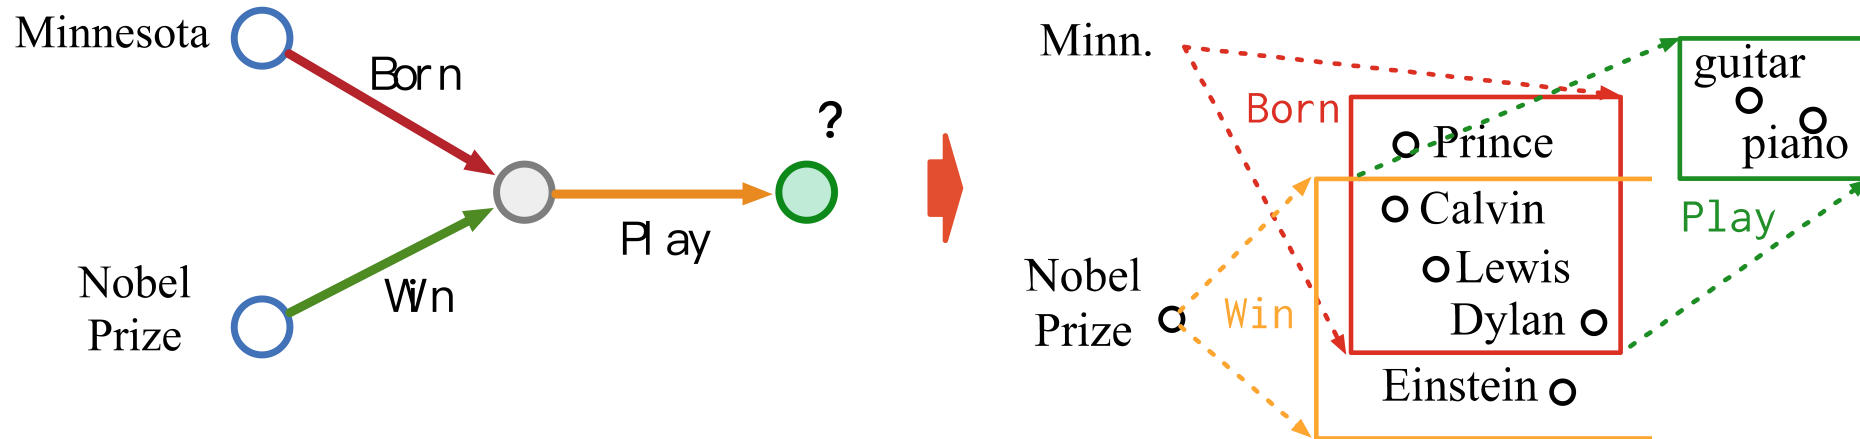 Minnesota
Born
?
Play
Nobel
Prize
Win
Minn.
Born
guitar
piano
Prince
Calvin
Play
Lewis
Nobel
Prize
Win
Dylan
Einstein